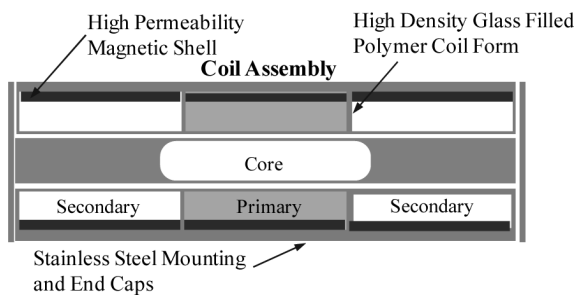 High Permeability
Magnetic Shell
High Density Glass Filled
Polymer Coil Form
Coil Assembly
Core
Secondary
Primary
Secondary
Stainless Steel Mounting
and End Caps